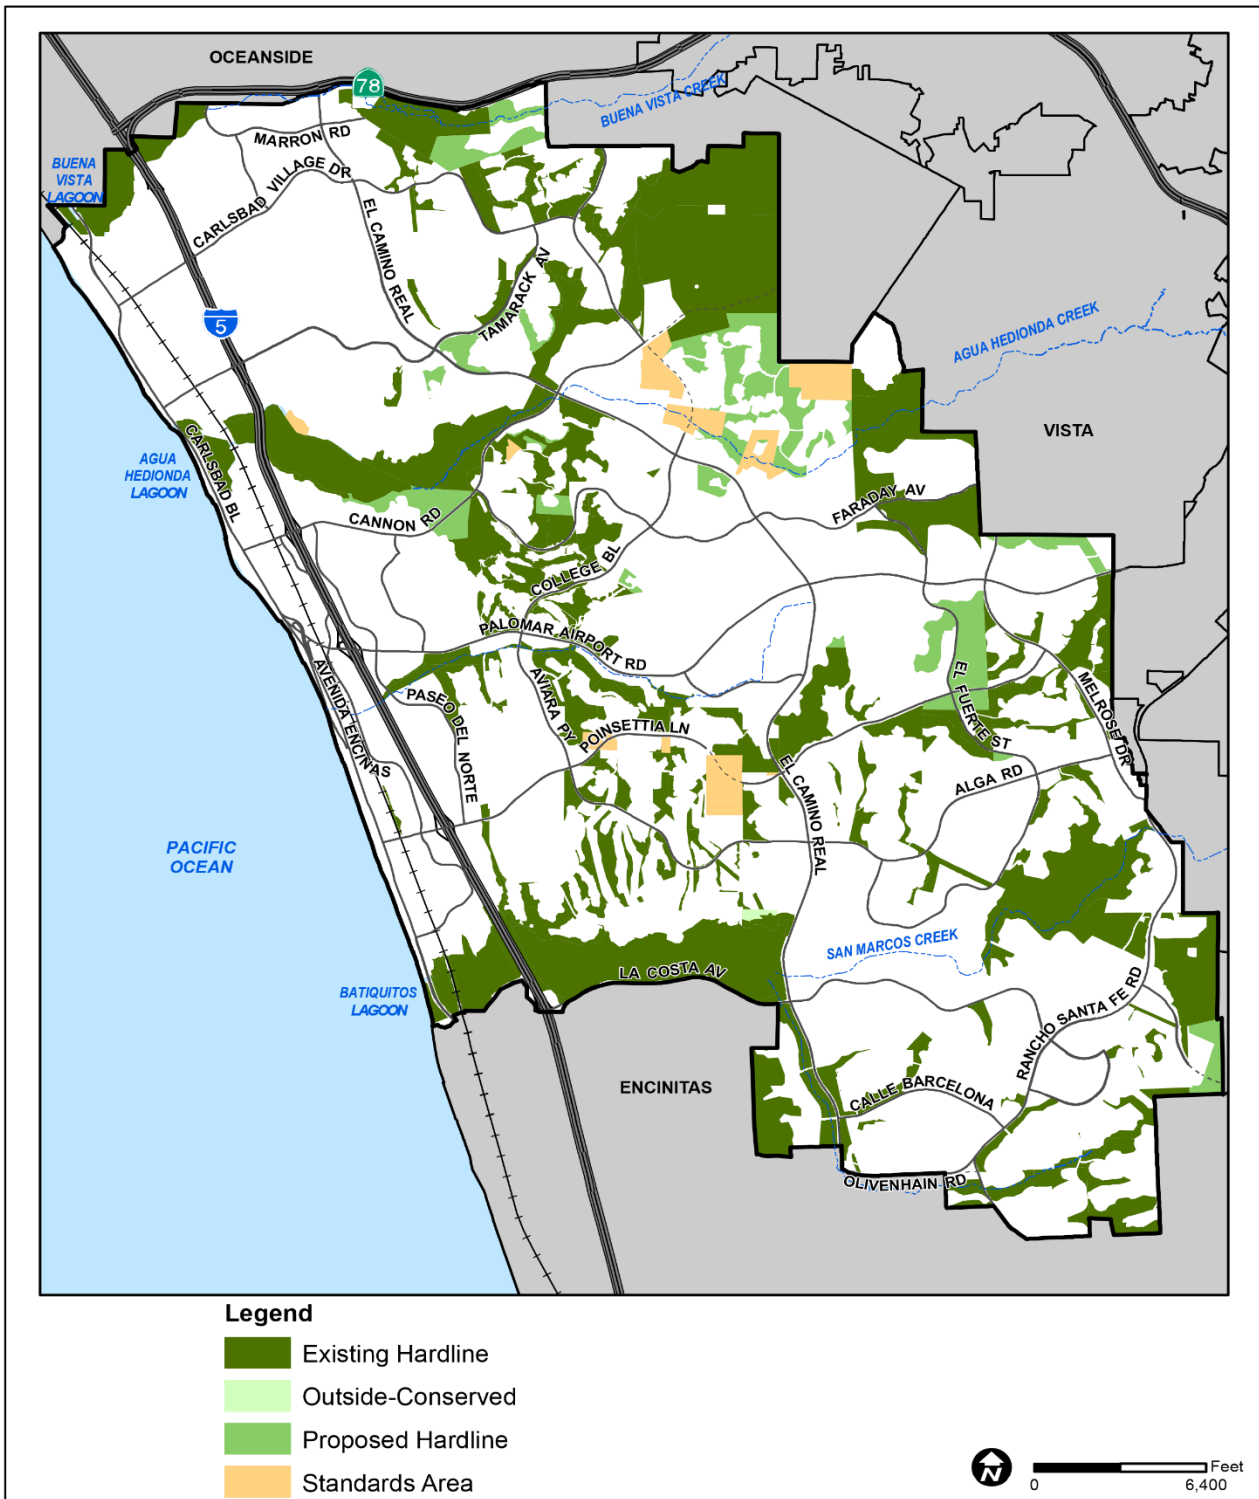 OCEANSIDE
78
BUENA VISTA CREEK
MARRON RD
BUENA
VISTA
LAGOON
CARLSBAD VILLAGE DR
EL CAMINO REAL
TAMARACK AV
5
AGUA HEDIONDA CREEK
VISTA
CARLSBAD BL
AGUA
HEDIONDA
LAGOON
CANNON RD
FARADAY AV
COLLEGE BL
PALOMAR AIRPORT RD
AVENIDA ENCINAS
PASEO DEL NORTE
AVIARA PY
POINSETTIA LN
EL FUERTE ST
MELROSE DR
EL CAMINO REAL
ALGA RD
PACIFIC
OCEAN
SAN MARCOS CREEK
LA COSTA AV
BATIQUITOS
LAGOON
RANCHO SANTA FE RD
ENCINITAS
CALLE BARCELONA
OLIVENHAIN RD
Legend
Existing Hardline
Outside-Conserved
Proposed Hardline
Standards Area
N
Feet
0 6,400